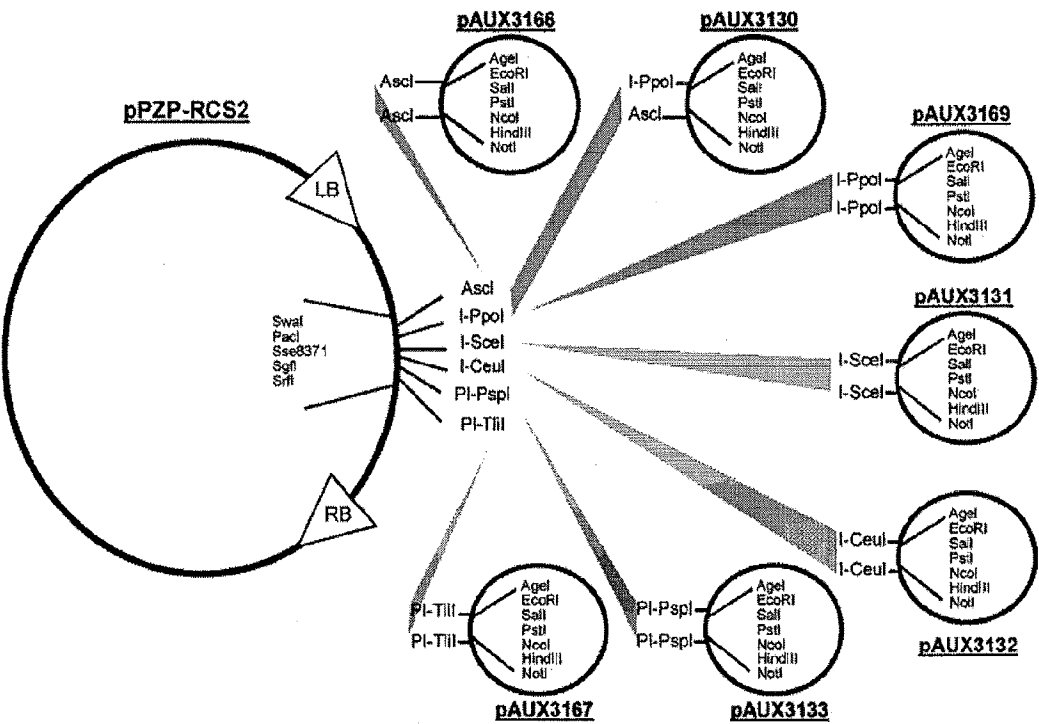 pAUX3166
AscI
AscI
AgeI
EcoRI
SalI
PstI
NcoI
HindIII
NotI
pAUX3130
I-PpoI
AscI
AgeI
EcoRI
SalI
PstI
NcoI
HindIII
NotI
pPZP-RCS2
LB
RB
SwaI
PacI
Sse8371
SgfI
SrfI
AscI
I-PpoI
I-SceI
I-CeuI
PI-PspI
PI-TliI
pAUX3169
I-PpoI
I-PpoI
AgeI
EcoRI
SalI
PstI
NcoI
HindIII
NotI
pAUX3131
I-SceI
I-SceI
AgeI
EcoRI
SalI
PstI
NcoI
HindIII
NotI
I-CeuI
I-CeuI
AgeI
EcoRI
SalI
PstI
NcoI
HindIII
NotI
pAUX3132
PI-TliI
PI-TliI
AgeI
EcoRI
SalI
PstI
NcoI
HindIII
NotI
pAUX3167
PI-PspI
PI-PspI
AgeI
EcoRI
SalI
PstI
NcoI
HindIII
NotI
pAUX3133